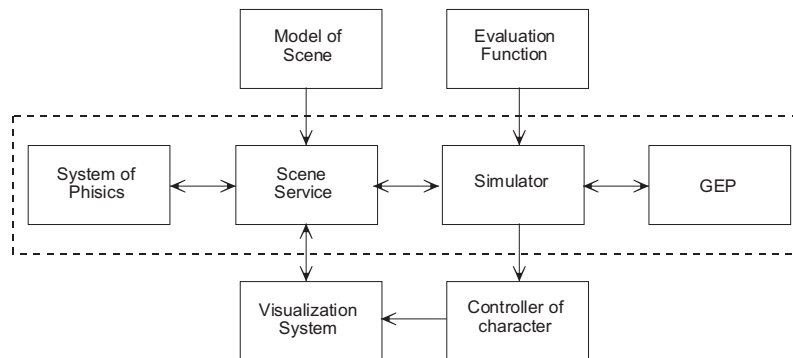 Model of
Scene
Evaluation
Function
System of
Phisics
Scene
Service
Simulator
GEP
Visualization
System
Controller of
character